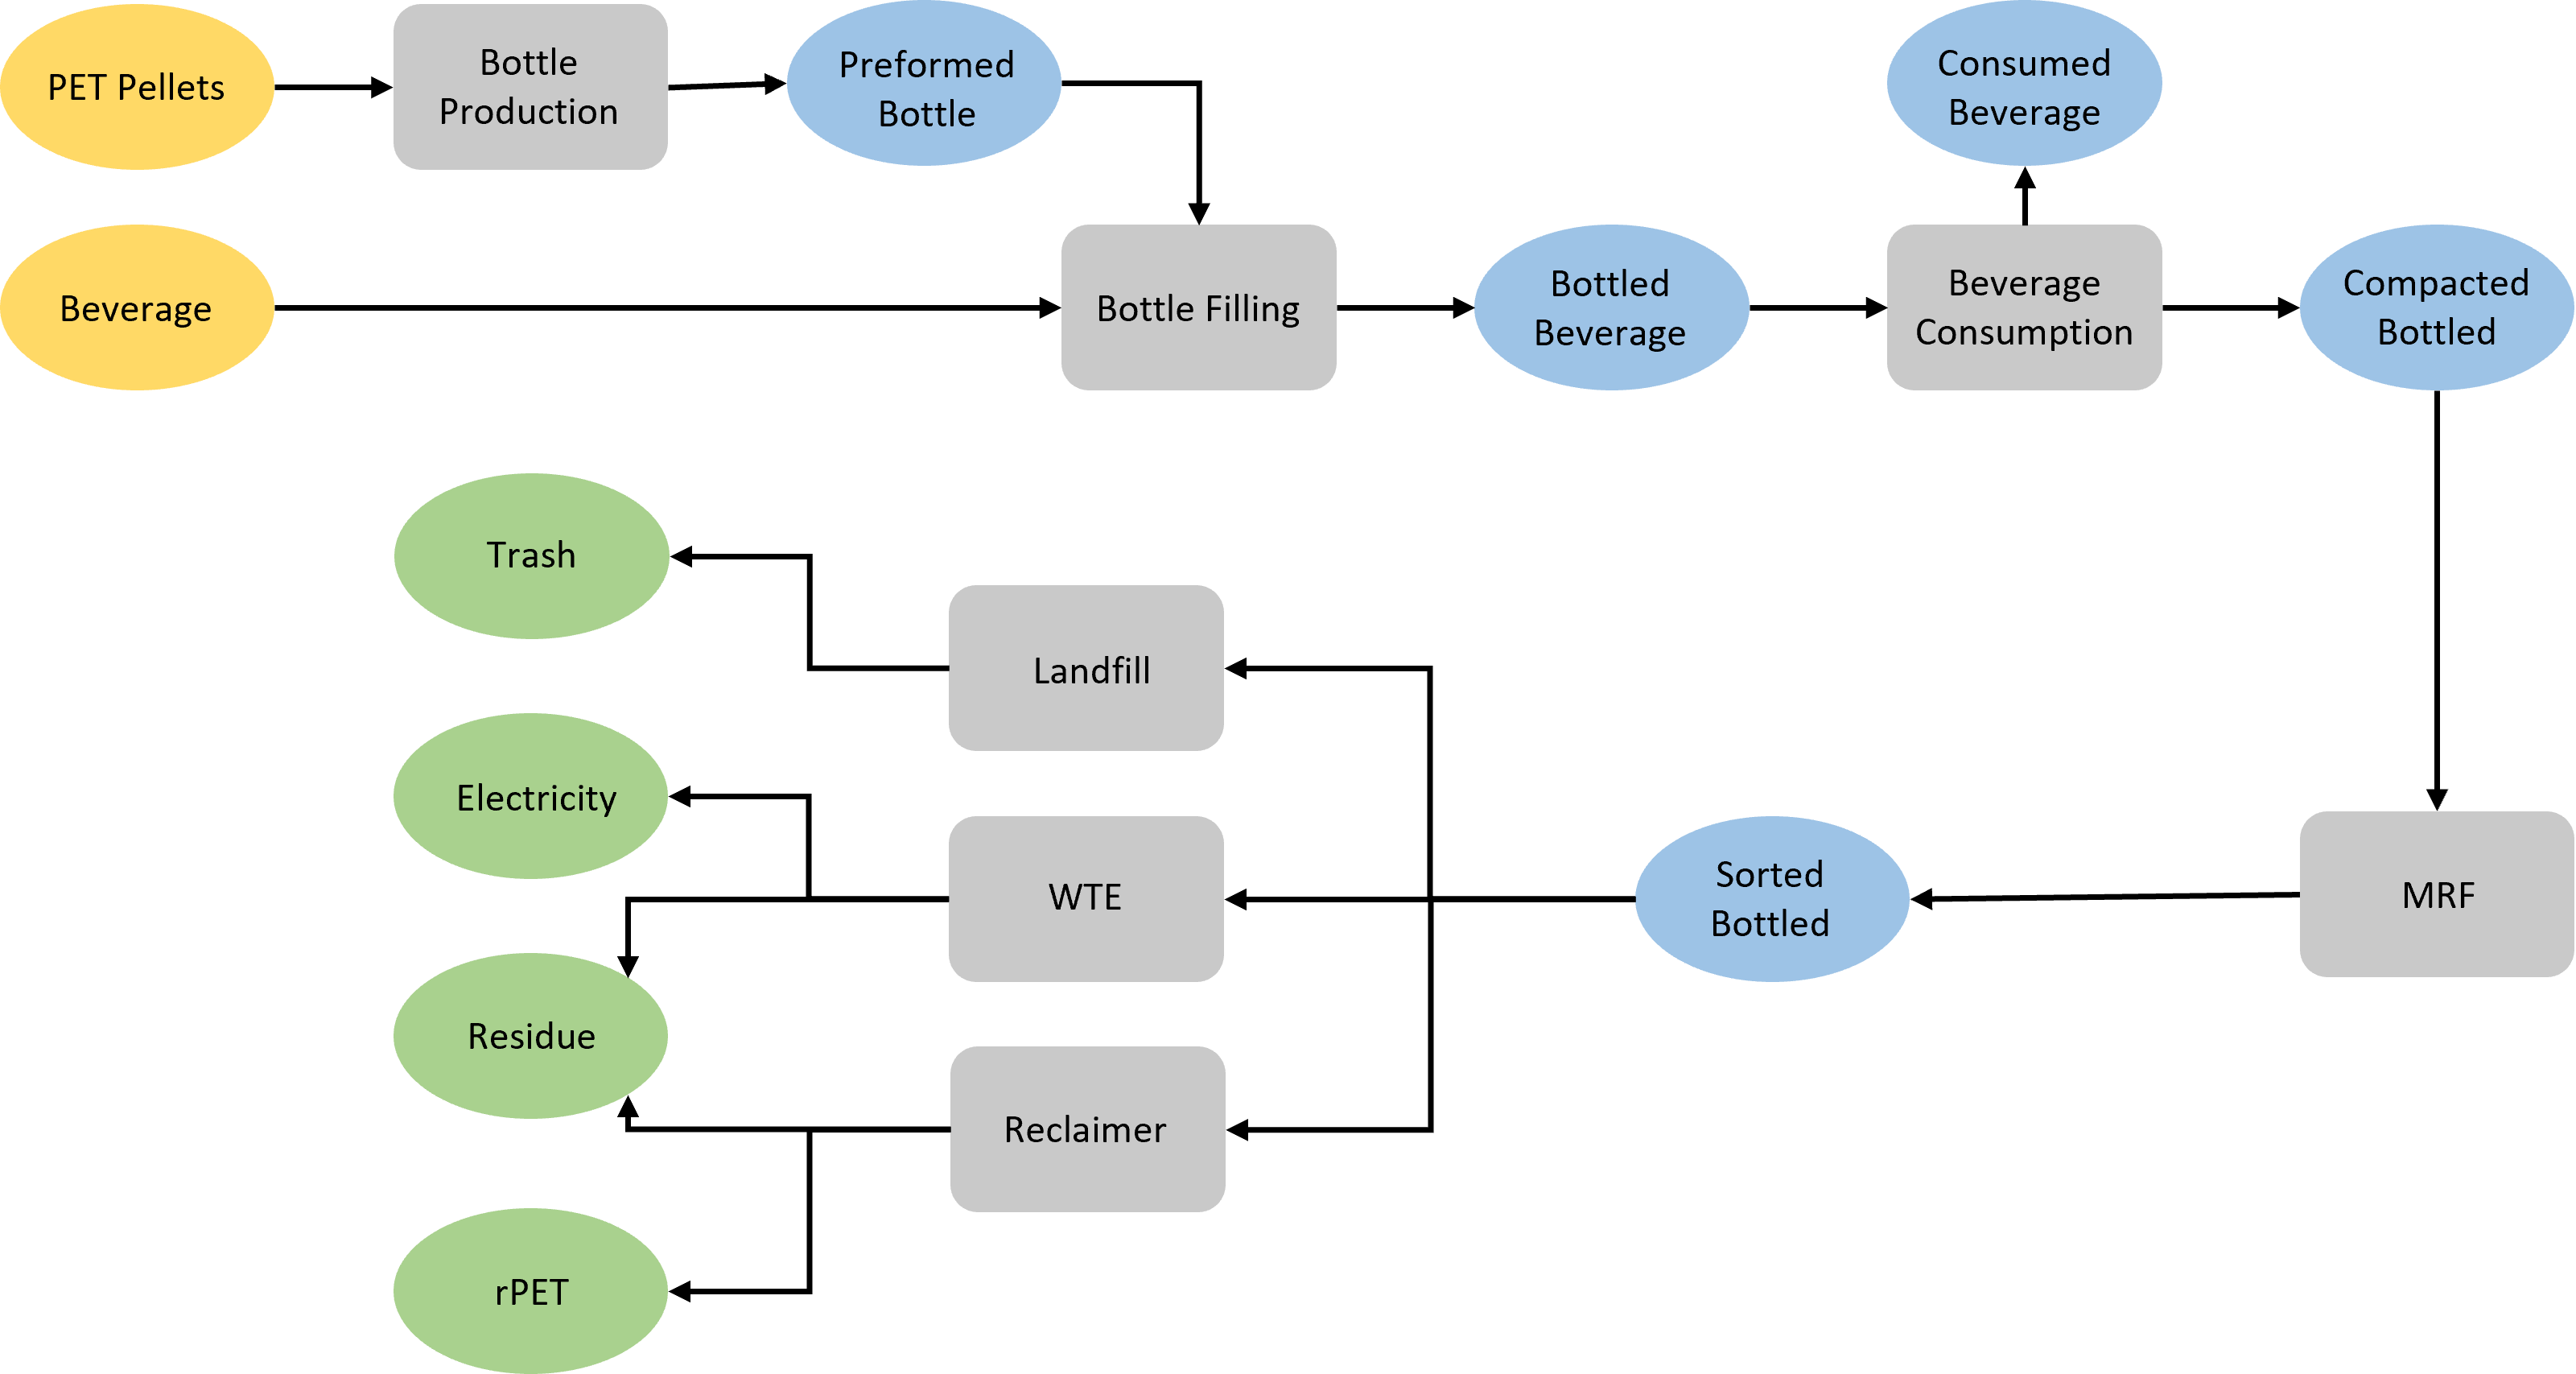 PET Pellets
Bottle
Production
Preformed
Bottle
Consumed
Beverage
Beverage
Bottle Filling
Bottled
Beverage
Beverage
Consumption
Compacted
Bottled
Trash
Landfill
Electricity
WTE
Sorted
Bottled
MRF
Residue
Reclaimer
rPET